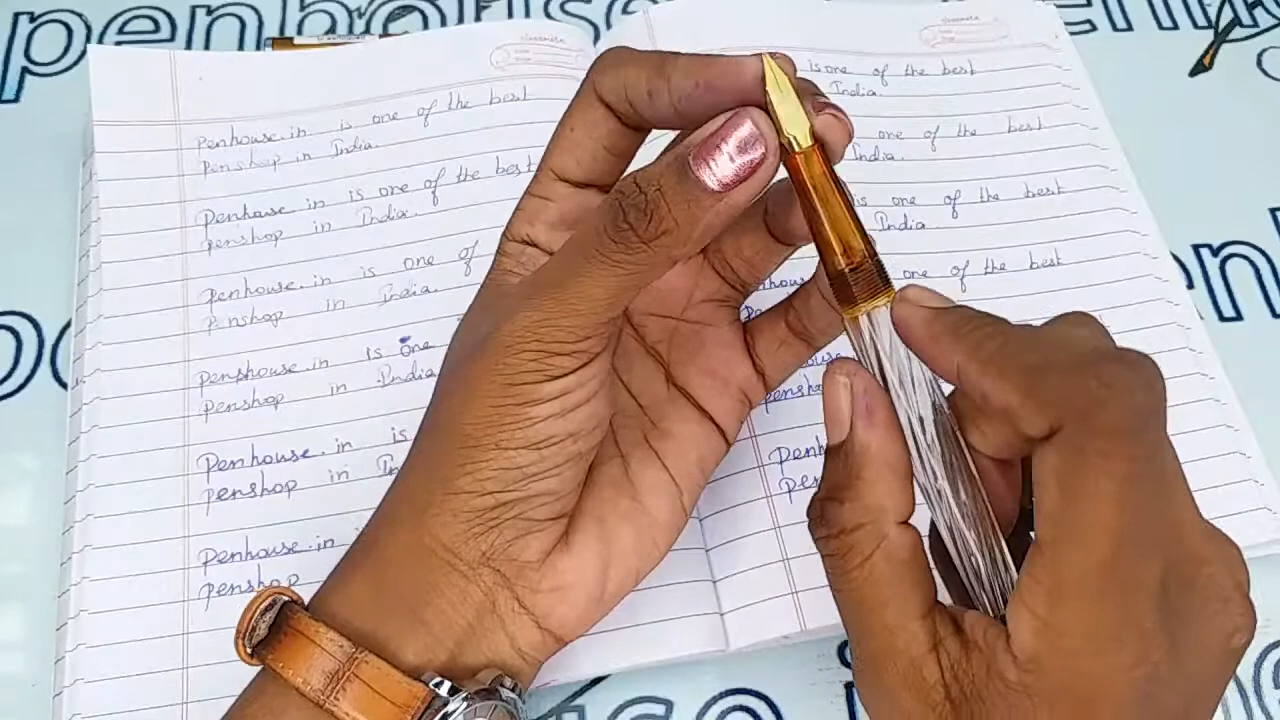 penhouse
classmate
Penhouse.in is one of the best
Penshop in India.
Penhouse.in is one of the best
penshop in India.
Penhouse.in is one of
Penshop in India.
Penshouse.in is one
penshop in India
Penhouse.in is
penshop in
Penhouse.in
penshop
classmate
is one of the best
India.
one of the best
India.
is one of the best
India.
one of the best